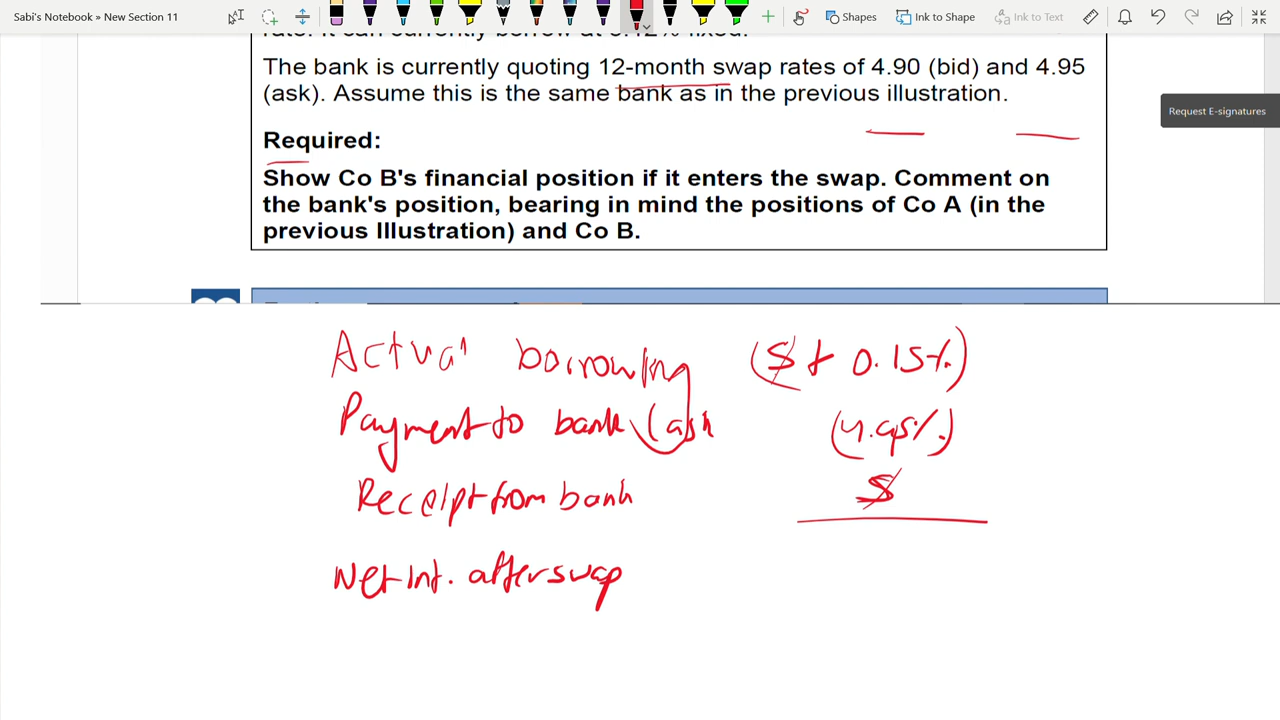 Sabi's Notebook » New Section 11
Shapes
Ink to Shape
Ink to Text
Request E-signatures
The bank is currently quoting 12-month swap rates of 4.90 (bid) and 4.95
(ask). Assume this is the same bank as in the previous illustration.
Required:
Show Co B's financial position if it enters the swap. Comment on
the bank's position, bearing in mind the positions of Co A (in the
previous Illustration) and Co B.
Actual borrowing ($ + 0.15%)
Payment to bank (ask (4.95%)
Receipt from bank $
Net Int. after swap